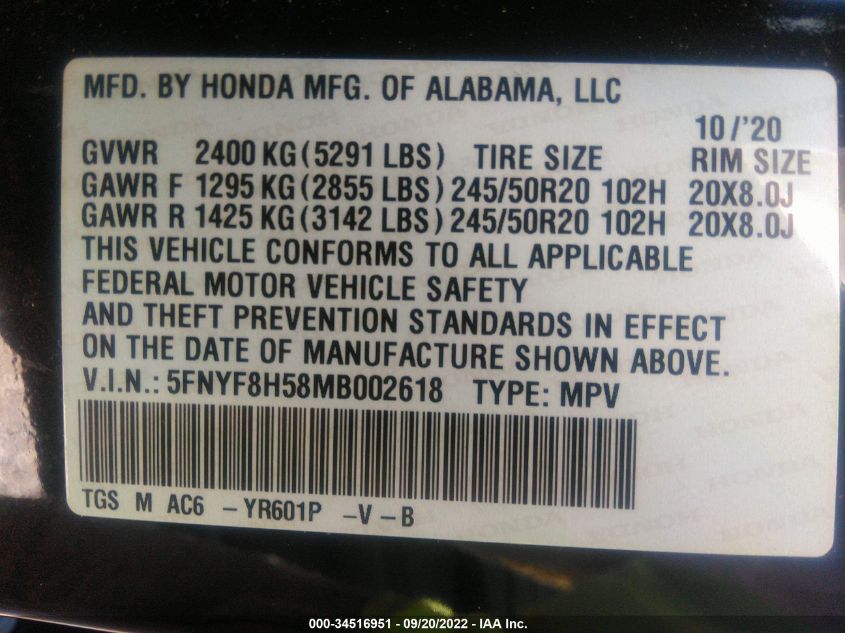 MFD. BY HONDA MFG. OF ALABAMA, LLC
10/'20
GVWR 2400 KG (5291 LBS) TIRE SIZE RIM SIZE
GAWR F 1295 KG (2855 LBS) 245/50R20 102H 20X8.0J
GAWR R 1425 KG (3142 LBS) 245/50R20 102H 20X8.0J
THIS VEHICLE CONFORMS TO ALL APPLICABLE
FEDERAL MOTOR VEHICLE SAFETY
AND THEFT PREVENTION STANDARDS IN EFFECT
ON THE DATE OF MANUFACTURE SHOWN ABOVE.
V.I.N.: 5FNYF8H58MB002618 TYPE: MPV
TGS M AC6 -YR601P -V-B
000-34516951 - 09/20/2022 - IAA Inc.